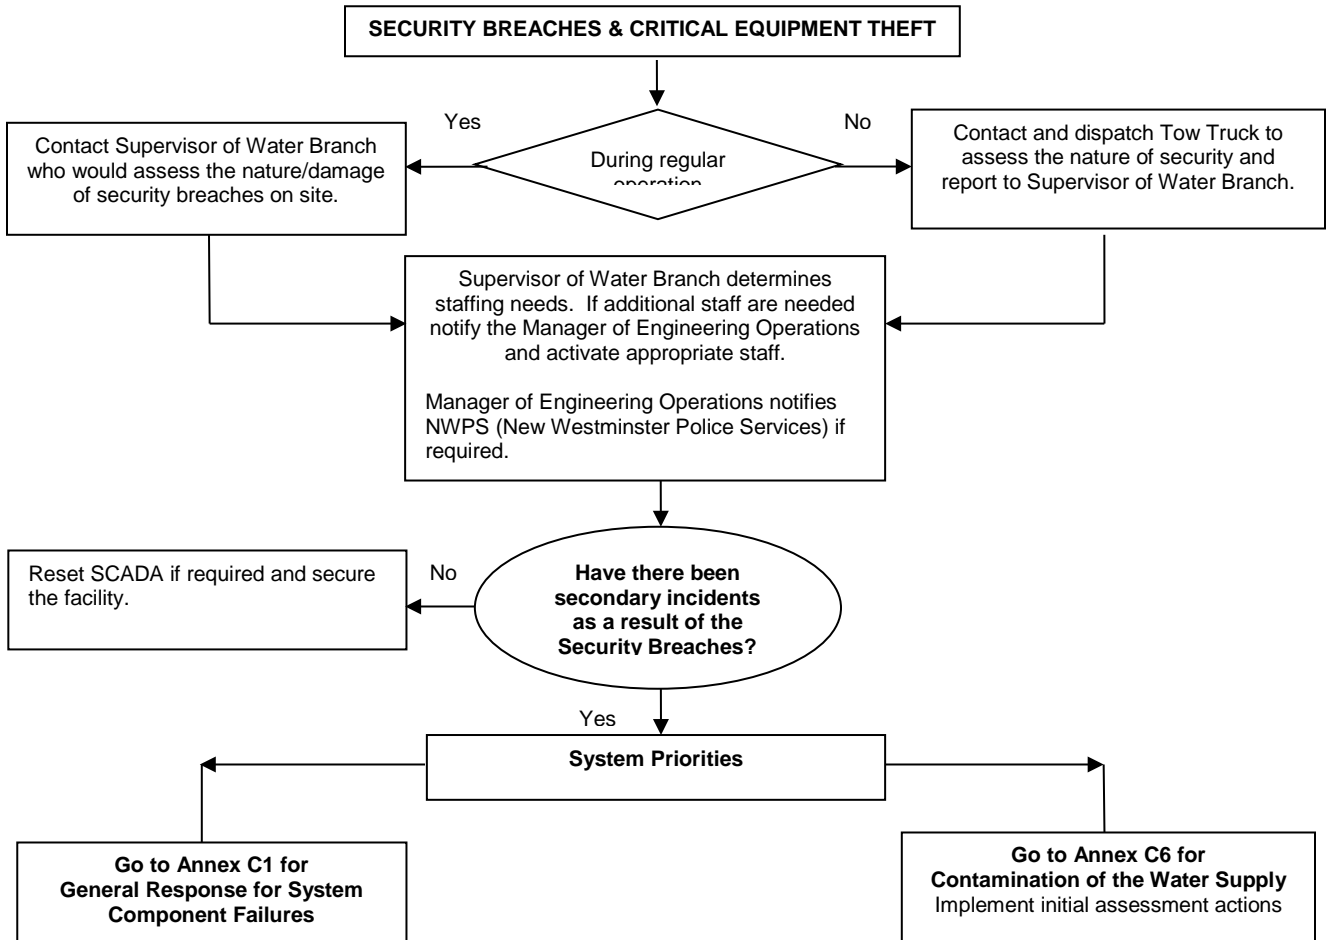 SECURITY BREACHES & CRITICAL EQUIPMENT THEFT
Yes
No
Contact Supervisor of Water Branch
who would assess the nature/damage
of security breaches on site.
During regular
operation
Contact and dispatch Tow Truck to
assess the nature of security and
report to Supervisor of Water Branch.
Supervisor of Water Branch determines
staffing needs.  If additional staff are needed
notify the Manager of Engineering Operations
and activate appropriate staff.
Manager of Engineering Operations notifies
NWPS (New Westminster Police Services) if
required.
Reset SCADA if required and secure
the facility.
No
Have there been
secondary incidents
as a result of the
Security Breaches?
Yes
System Priorities
Go to Annex C1 for
General Response for System
Component Failures
Go to Annex C6 for
Contamination of the Water Supply
Implement initial assessment actions